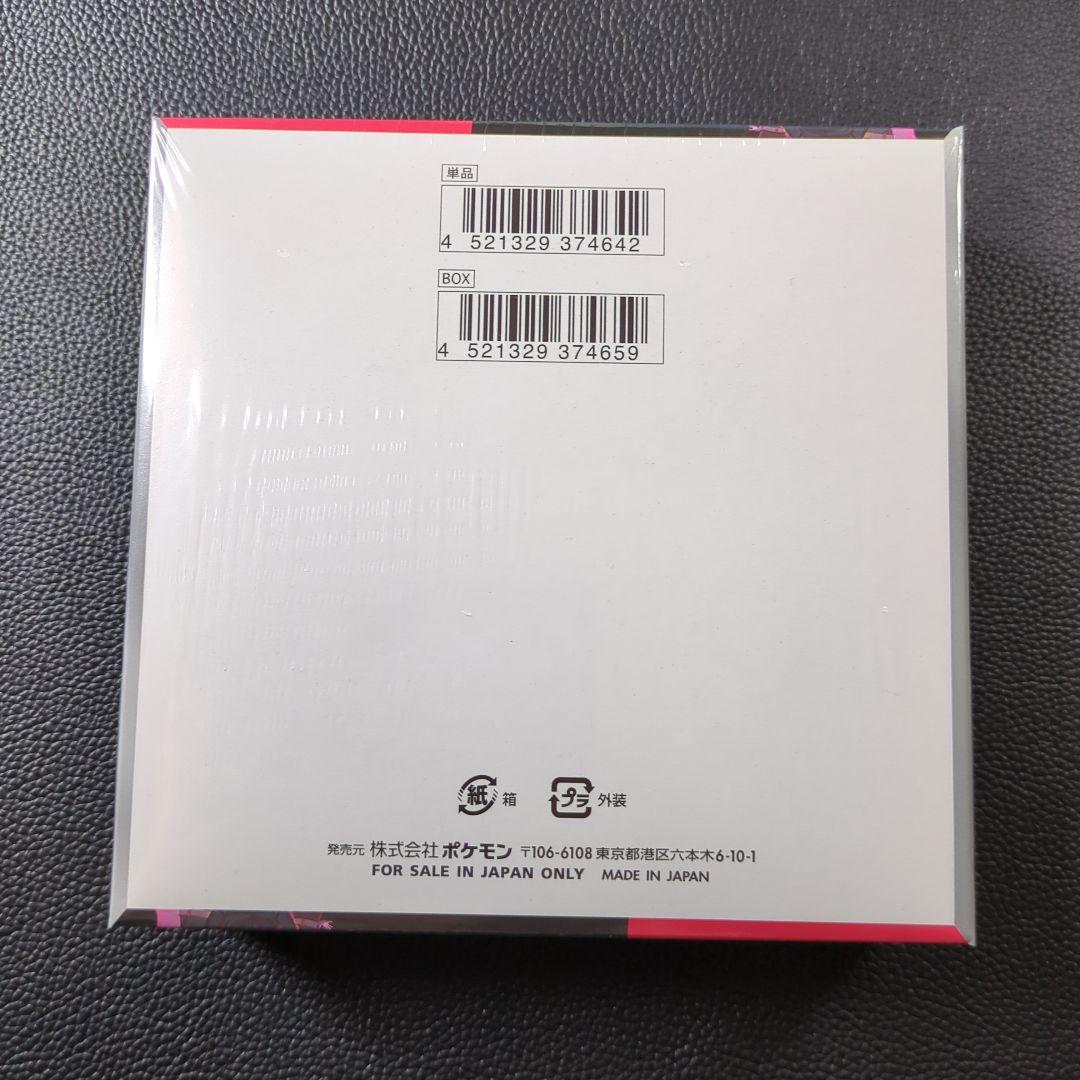 単品
4 521329 374642
BOX
4 521329 374659
紙 箱 プラ 外装
発売元 株式会社 ポケモン 〒106-6108 東京都港区六本木6-10-1
FOR SALE IN JAPAN ONLY MADE IN JAPAN